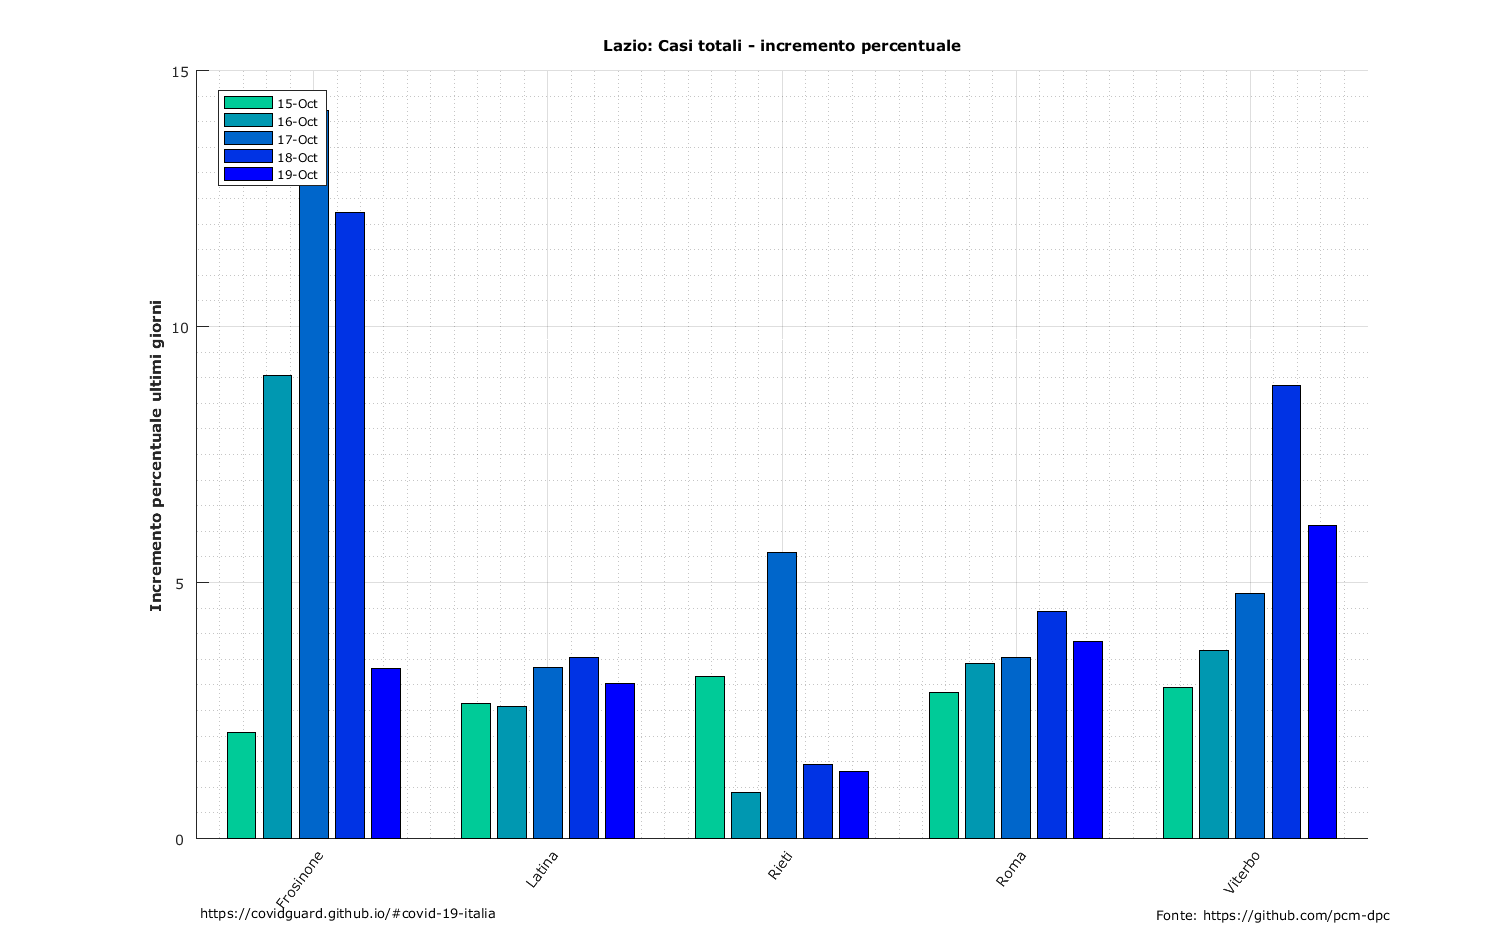 Lazio: Casi totali - incremento percentuale
Incremento percentuale ultimi giorni
15
10
5
0
15-Oct
16-Oct
17-Oct
18-Oct
19-Oct
Frosinone
Latina
Rieti
Roma
Viterbo
https://covidguard.github.io/#covid-19-italia
Fonte: https://github.com/pcm-dpc